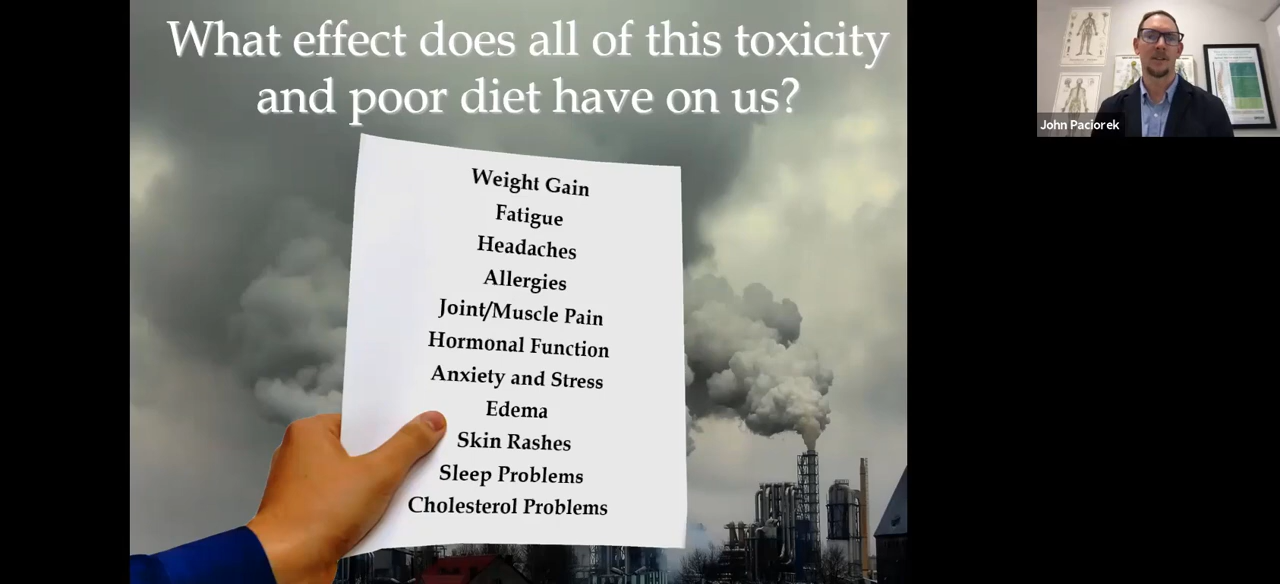 What effect does all of this toxicity
and poor diet have on us?
Weight Gain
Fatigue
Headaches
Allergies
Joint/Muscle Pain
Hormonal Function
Anxiety and Stress
Edema
Skin Rashes
Sleep Problems
Cholesterol Problems
John Paciorek